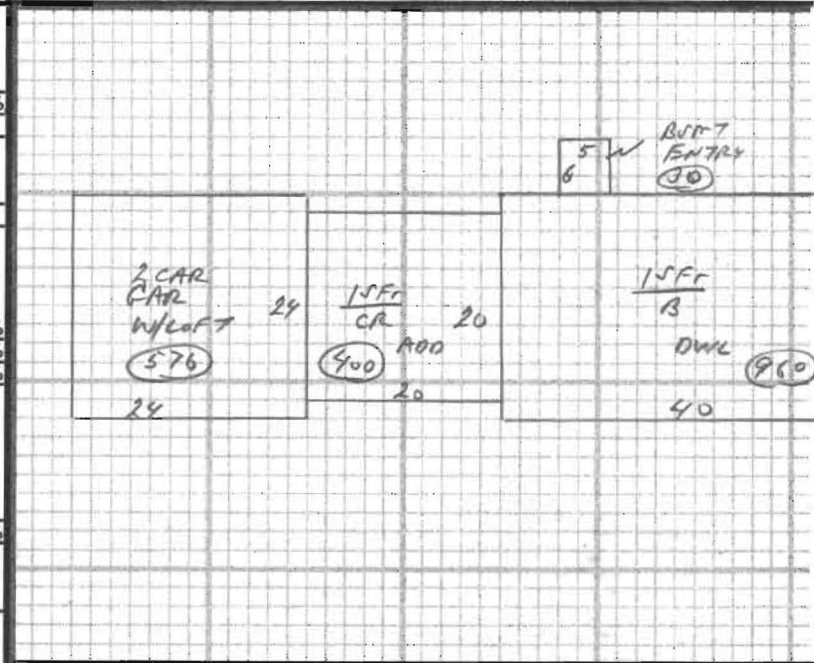 5
6
BSMT
ENTRY
30
2 CAR
GAR
W/LOFT
576
24
24
1SFr
CR
ADD
400
20
20
1SFr
B
DWL
960
40